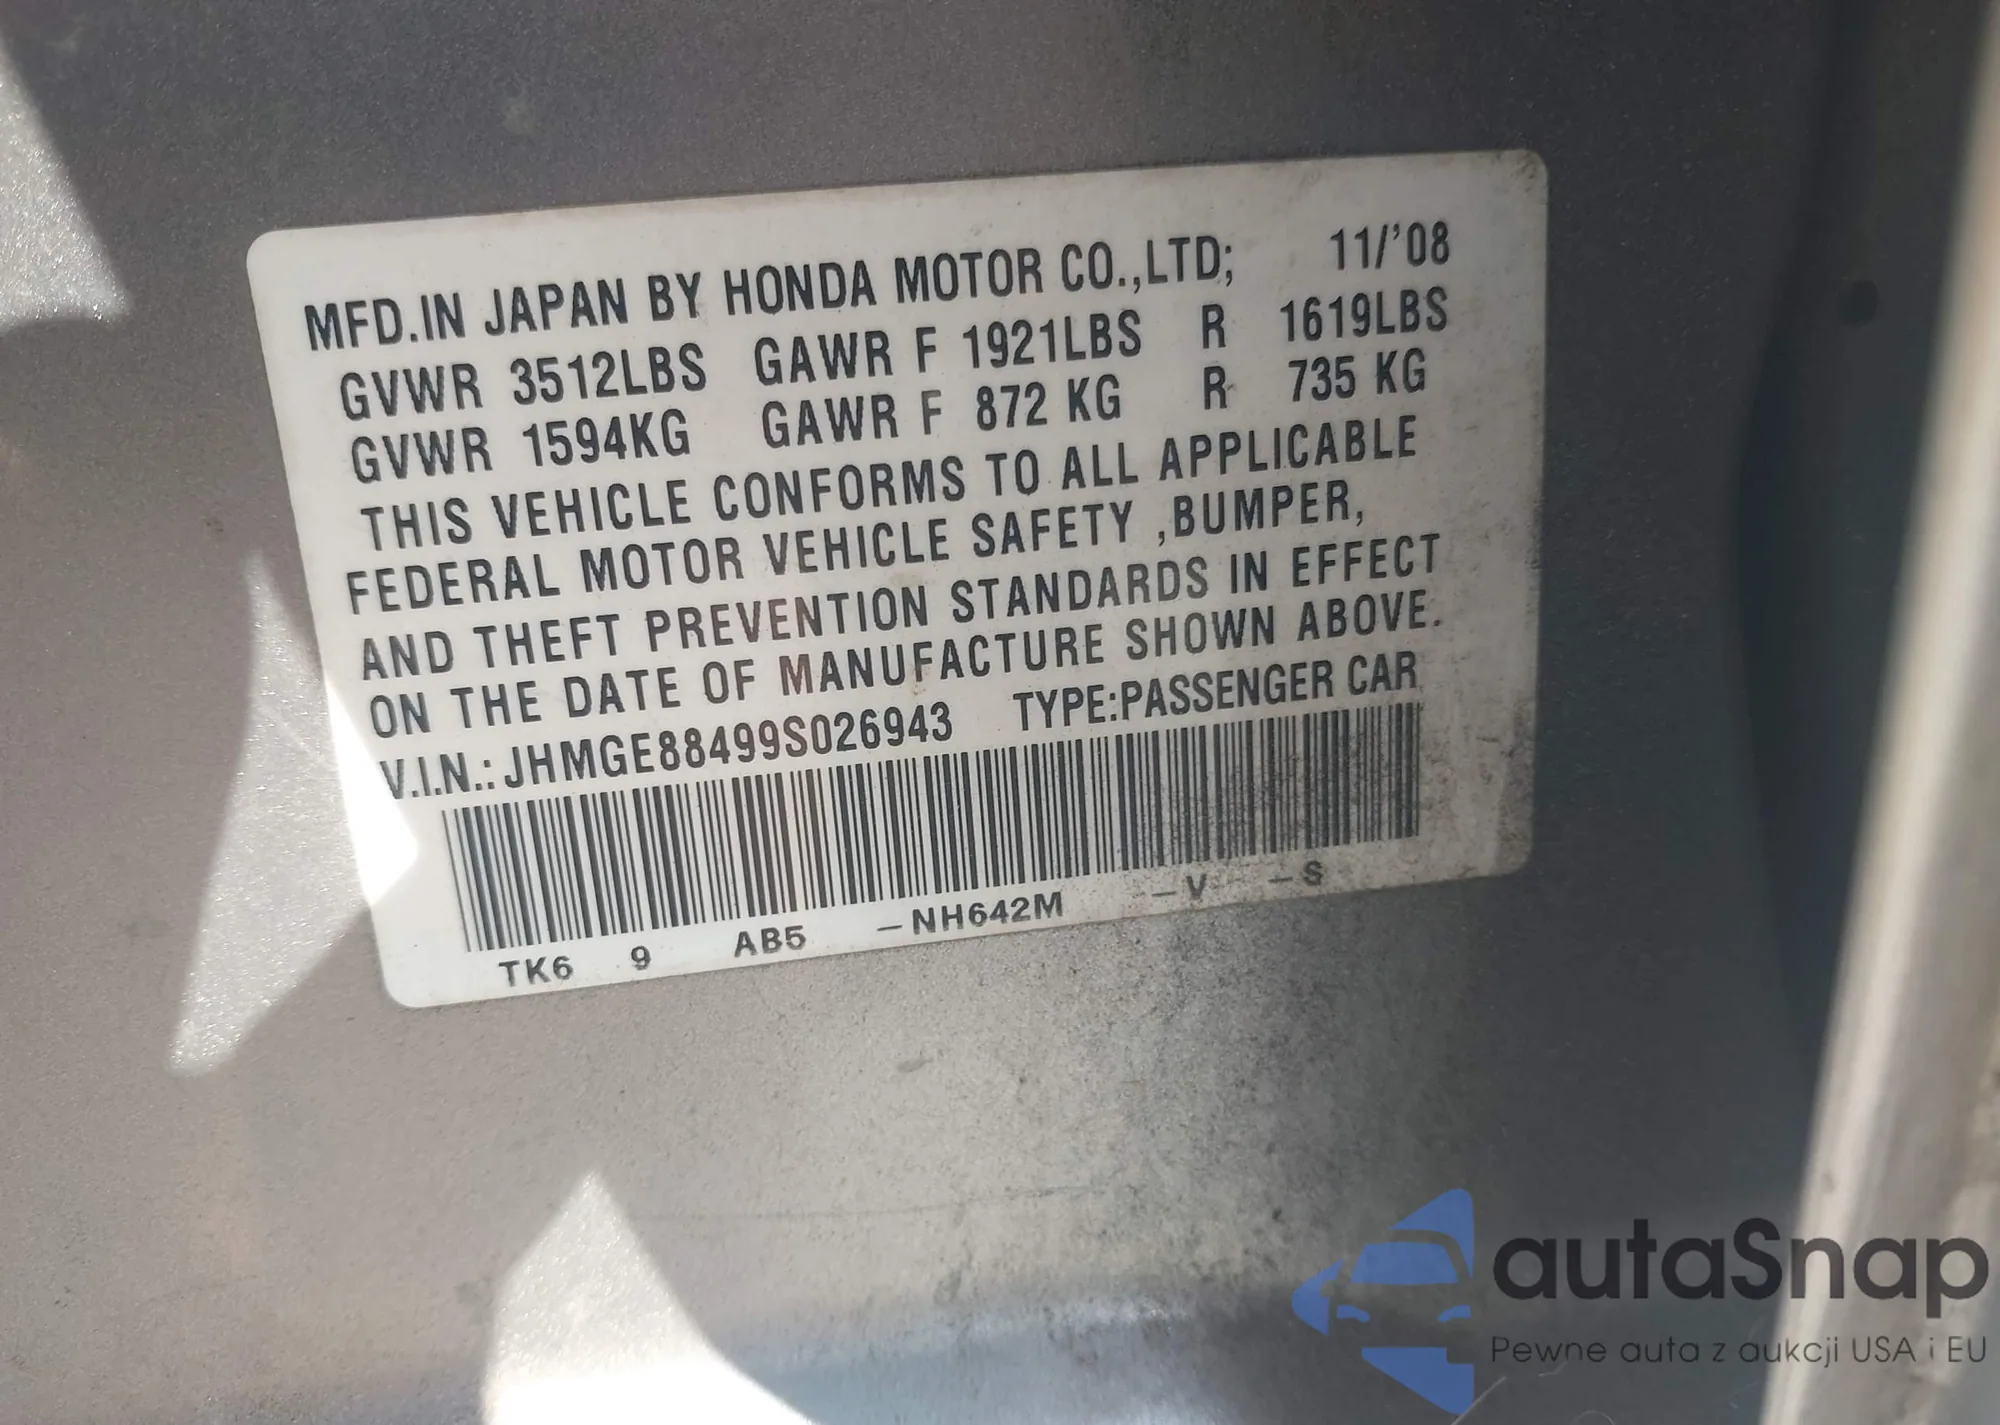 MFD.IN JAPAN BY HONDA MOTOR CO.,LTD; 11/'08
GVWR 3512LBS GAWR F 1921LBS R 1619LBS
GVWR 1594KG GAWR F 872 KG R 735 KG
THIS VEHICLE CONFORMS TO ALL APPLICABLE
FEDERAL MOTOR VEHICLE SAFETY ,BUMPER,
AND THEFT PREVENTION STANDARDS IN EFFECT
ON THE DATE OF MANUFACTURE SHOWN ABOVE.
V.I.N.: JHMGE88499S026943 TYPE:PASSENGER CAR
TK6 9 AB5 -NH642M -V -S
autaSnap
Pewne auta z aukcji USA i EU